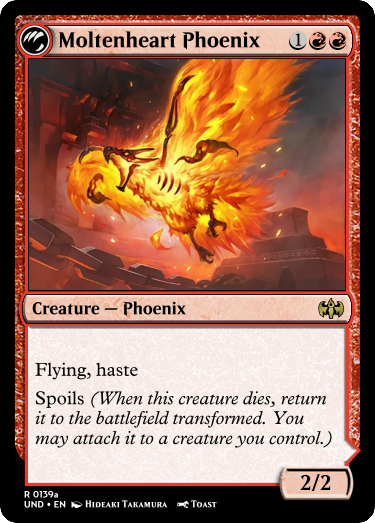 Moltenheart Phoenix 1
Creature — Phoenix
Flying, haste
Spoils (When this creature dies, return
it to the battlefield transformed. You
may attach it to a creature you control.)
2/2
R 0139a
UND • EN Hideaki Takamura Toast